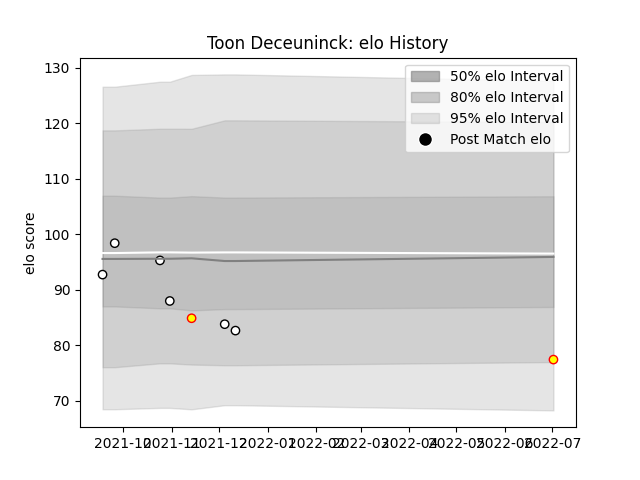 Toon Deceuninck: elo History
elo score
130
120
110
100
90
80
70
50% elo Interval
80% elo Interval
95% elo Interval
Post Match elo
2021-10 2021-11 2021-12 2022-01 2022-02 2022-03 2022-04 2022-05 2022-06 2022-07